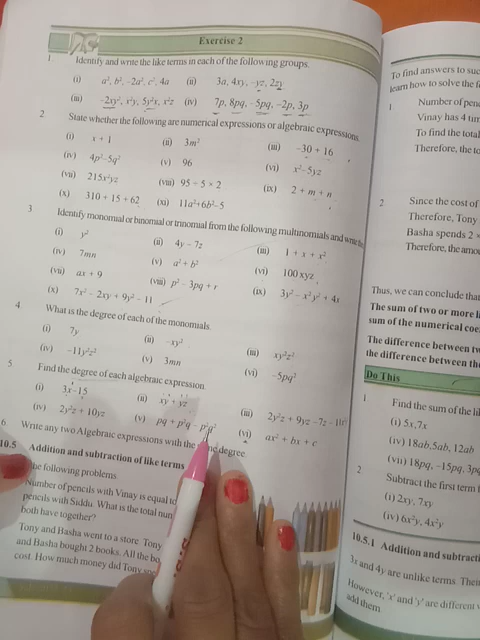 Exercise 2
1 Identify and write the like terms in each of the following groups.
(i) a², b², -2a², c², 4a (ii) 3a, 4xy, -yz, 2zy
(iii) -2xy², x²y, 5y²x, x²z (iv) 7p, 8pq, -5pq, -2p, 3p
2 State whether the following are numerical expressions or algebraic expressions.
(i) x + 1 (ii) 3m² (iii) -30 + 16
(iv) 4p²-5q² (v) 96 (vi) x²-5yz
(vii) 215x²yz (viii) 95 ÷ 5 × 2 (ix) 2 + m + n
(x) 310 + 15 + 62 (xi) 11a²+6b²-5
3 Identify monomial or binomial or trinomial from the following multinomials and write
(i) y² (ii) 4y - 7z (iii) 1 + x + x²
(iv) 7mn (v) a² + b² (vi) 100 xyz
(vii) ax + 9 (viii) p² - 3pq + r (ix) 3y² - x²y² + 4x
(x) 7x² - 2xy + 9y² - 11
4 What is the degree of each of the monomials.
(i) 7y (ii) -xy² (iii) xy²z²
(iv) -11y²z² (v) 3mn (vi) -5pq²
5 Find the degree of each algebraic expression.
(i) 3x-15 (ii) xy + yz (iii) 2y²z + 9yz - 7z - 11x
(iv) 2y²z + 10yz (v) pq + p²q - p²q² (vi) ax² + bx + c
6 Write any two Algebraic expressions with the same degree
10.5 Addition and subtraction of like terms
the following problems
Number of pencils with Vinay is equal to
pencils with Siddu. What is the total num
both have together?
Tony and Basha went to a store. Tony
and Basha bought 2 books. All the bo
cost. How much money did Tony
To find answers to suc
learn how to solve the
1 Number of pen
Vinay has 4 tim
To find the total
Therefore, the to
2 Since the cost of
Therefore, Tony
Basha spends 2 ×
Therefore, the amou
Thus, we can conclude tha
The sum of two or more li
sum of the numerical coe
The difference between tw
the difference between the
Do This
1 Find the sum of the lik
(i) 5x, 7x
(iv) 18ab, 5ab, 12ab
(vii) 18pq, -15pq, 3p
2 Subtract the first term f
(i) 2xy, 7xy
(iv) 6x²y, 4x²y
10.5.1 Addition and subtracti
3x and 4y are unlike terms. Their
However, 'x' and 'y' are different v
add them.